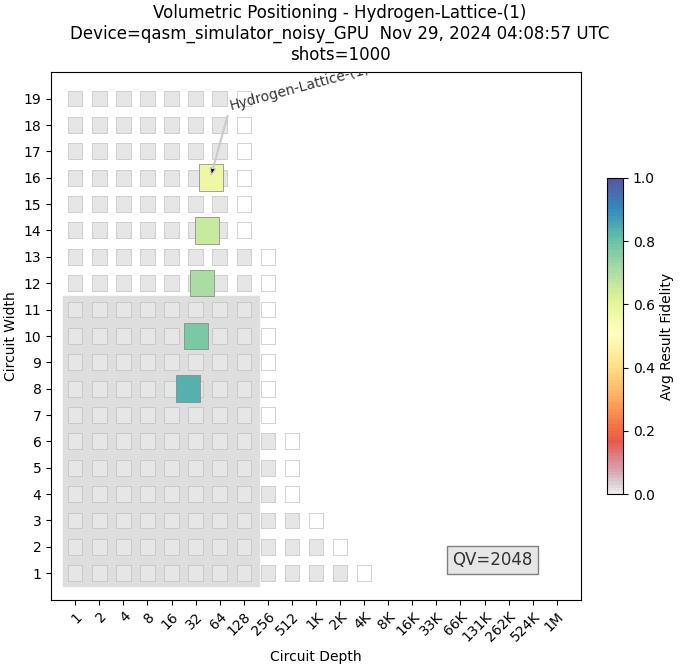 Volumetric Positioning - Hydrogen-Lattice-(1)
Device=qasm_simulator_noisy_GPU  Nov 29, 2024 04:08:57 UTC
shots=1000
Hydrogen-Lattice-(1)
19
18
17
16
15
14
13
12
11
10
9
8
7
6
5
4
3
2
1
Circuit Width
QV=2048
1 2 4 8 16 32 64 128 256 512 1K 2K 4K 8K 16K 33K 66K 131K 262K 524K 1M
Circuit Depth
1.0
0.8
0.6
0.4
0.2
0.0
Avg Result Fidelity